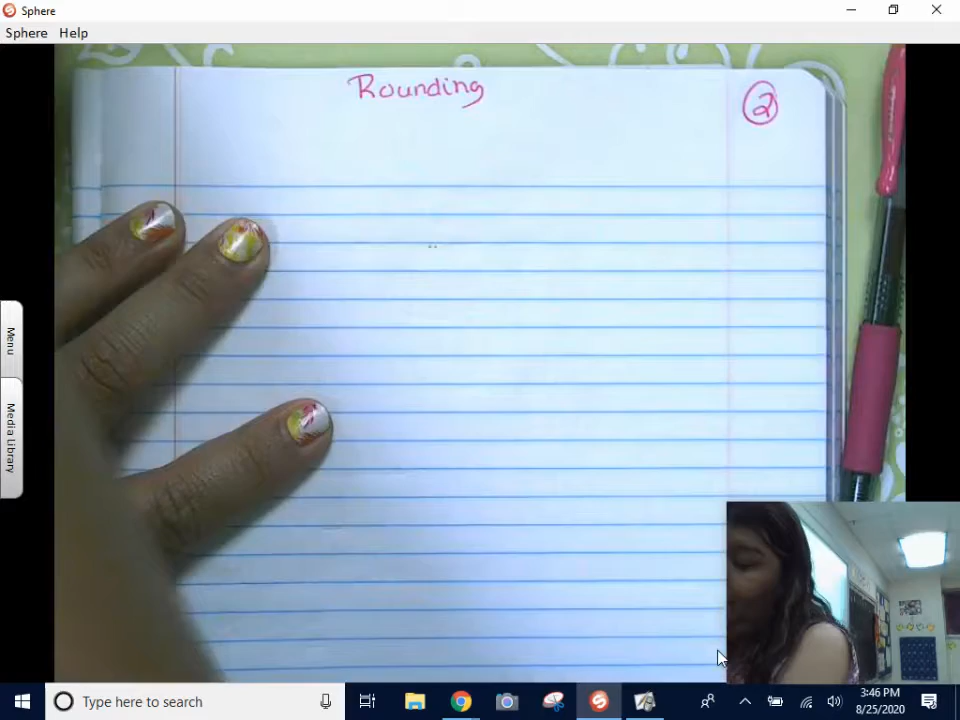 Sphere
Sphere Help
Rounding
2
Menu
Media Library
Type here to search
3:46 PM
8/25/2020